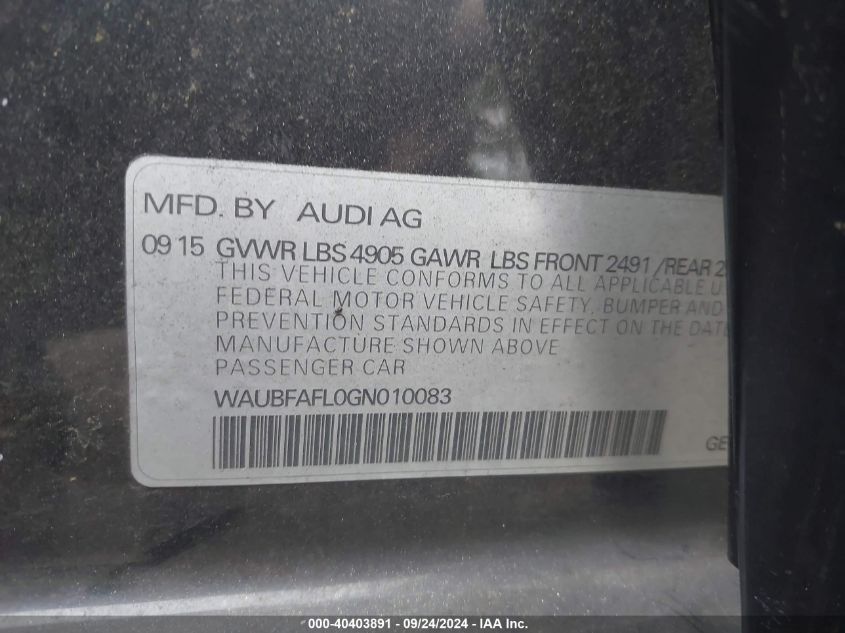 MFD. BY AUDI AG
09 15 GVWR LBS 4905 GAWR LBS FRONT 2491 /REAR 2
THIS VEHICLE CONFORMS TO ALL APPLICABLE U
FEDERAL MOTOR VEHICLE SAFETY, BUMPER AND
PREVENTION STANDARDS IN EFFECT ON THE DATE
MANUFACTURE SHOWN ABOVE
PASSENGER CAR
WAUBFAFL0GN010083
GE
000-40403891 - 09/24/2024 - IAA Inc.